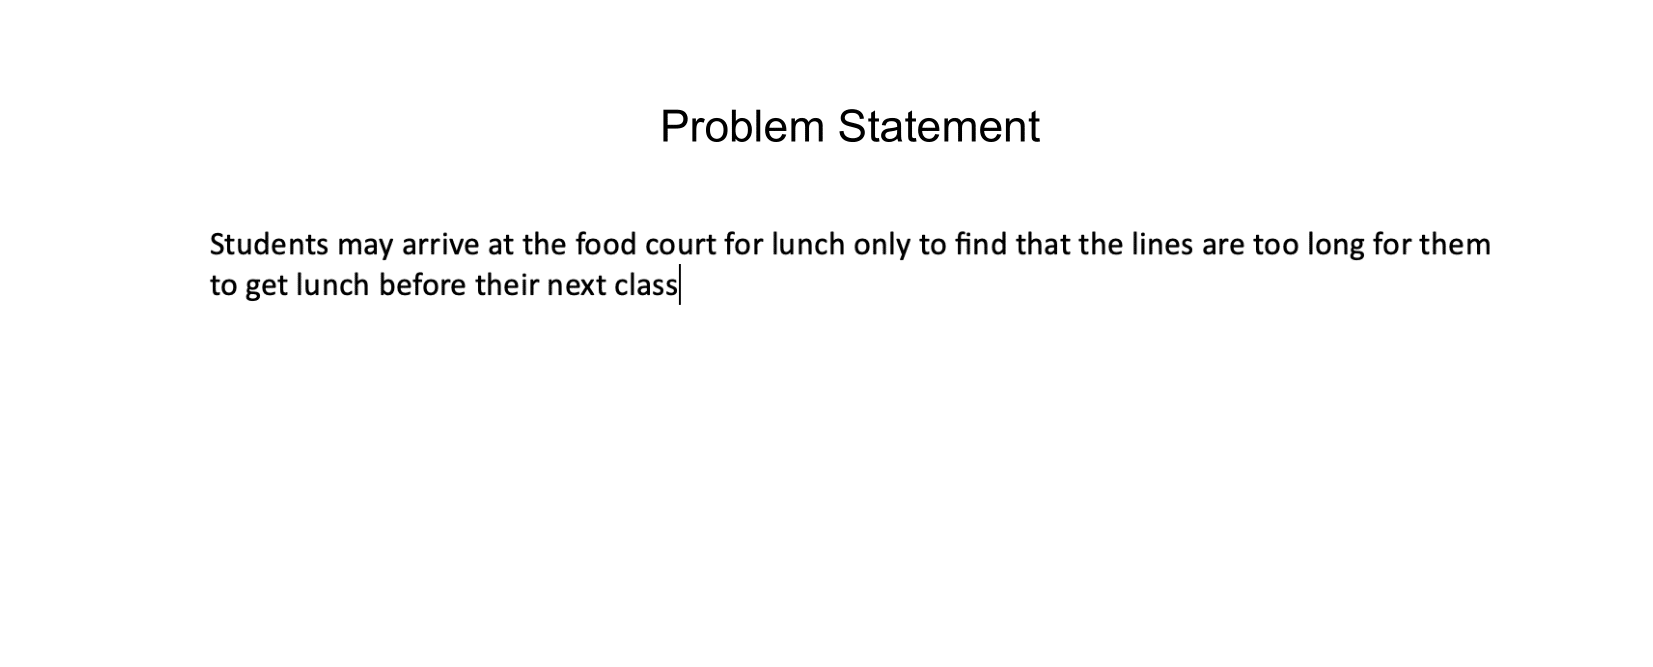 Problem Statement
Students may arrive at the food court for lunch only to find that the lines are too long for them
to get lunch before their next class